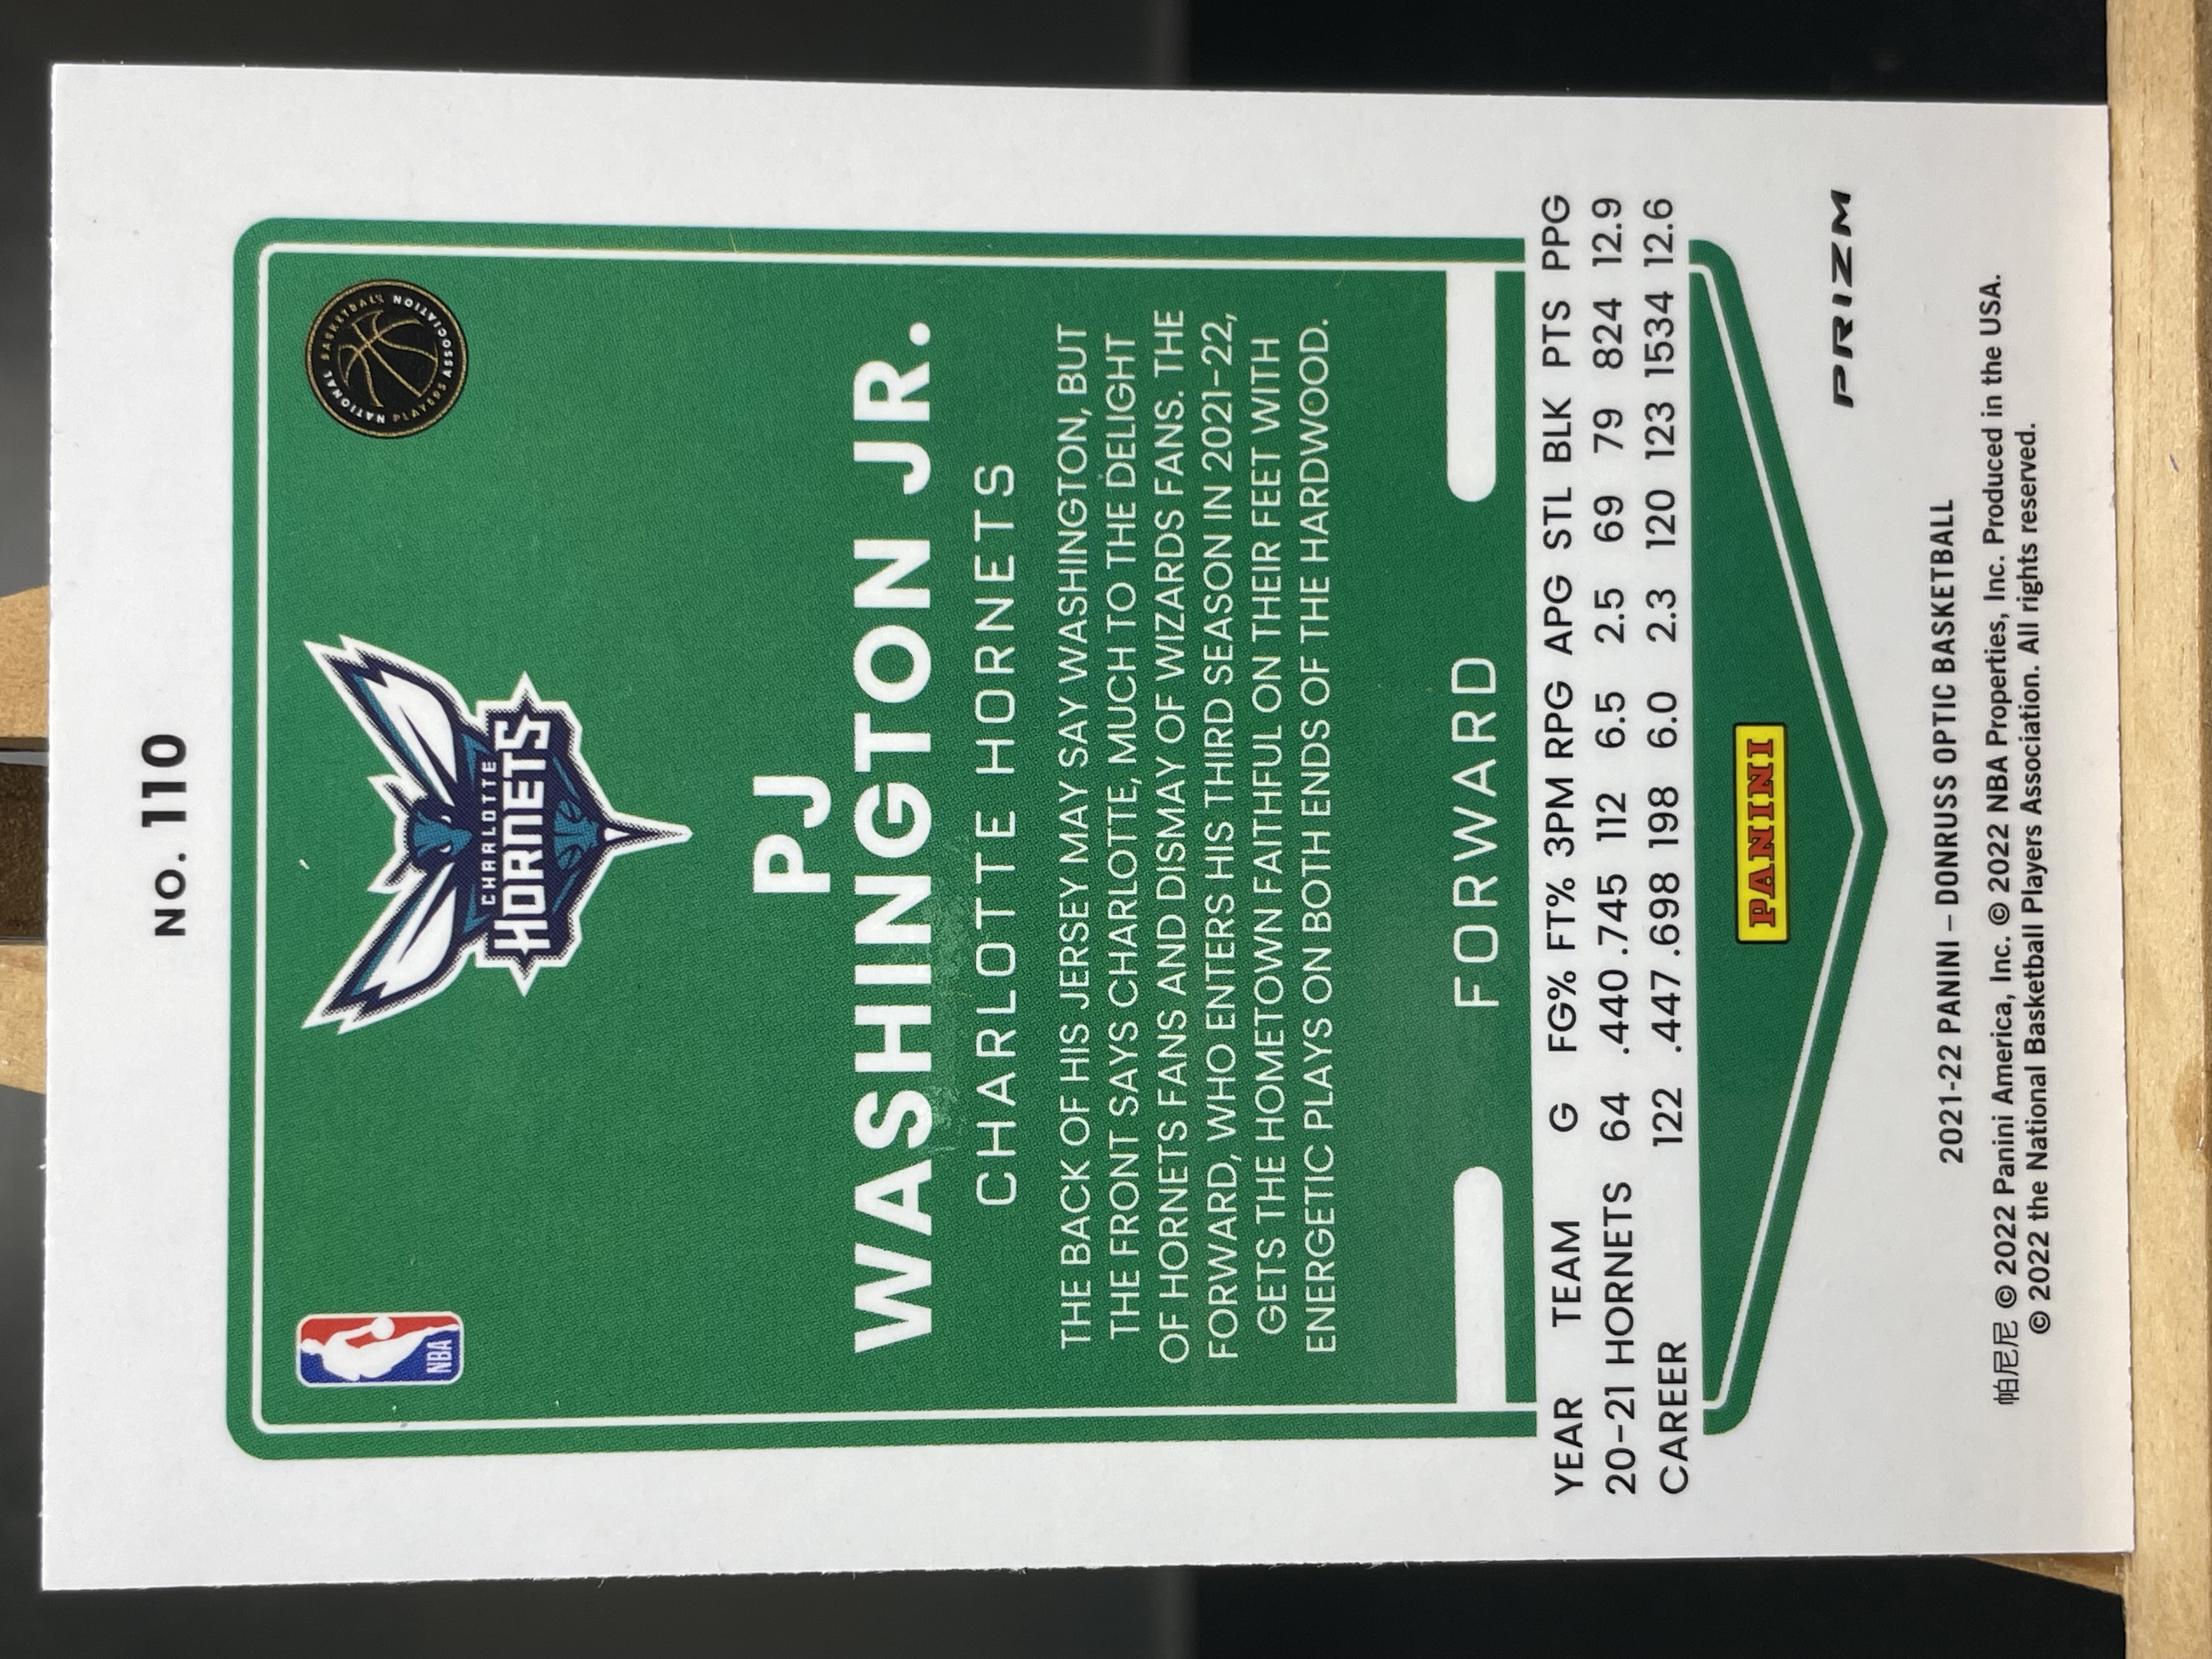 NO. 110
NBA
NATIONAL BASKETBALL PLAYERS ASSOCIATION
CHARLOTTE
HORNETS
PJ
WASHINGTON JR.
CHARLOTTE HORNETS
THE BACK OF HIS JERSEY MAY SAY WASHINGTON, BUT
THE FRONT SAYS CHARLOTTE, MUCH TO THE DELIGHT
OF HORNETS FANS AND DISMAY OF WIZARDS FANS. THE
FORWARD, WHO ENTERS HIS THIRD SEASON IN 2021-22,
GETS THE HOMETOWN FAITHFUL ON THEIR FEET WITH
ENERGETIC PLAYS ON BOTH ENDS OF THE HARDWOOD.
FORWARD
YEAR TEAM G FG% FT% 3PM RPG APG STL BLK PTS PPG
20-21 HORNETS 64 .440 .745 112 6.5 2.5 69 79 824 12.9
CAREER 122 .447 .698 198 6.0 2.3 120 123 1534 12.6
PANINI
PRIZM
2021-22 PANINI – DONRUSS OPTIC BASKETBALL
帕尼尼 © 2022 Panini America, Inc. © 2022 NBA Properties, Inc. Produced in the USA.
© 2022 the National Basketball Players Association. All rights reserved.